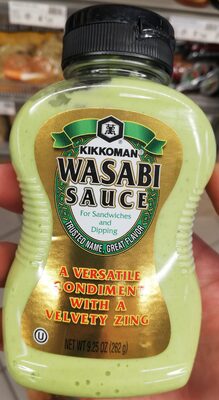 KIKKOMAN
WASABI
SAUCE
For Sandwiches
and
Dipping
TRUSTED NAME, GREAT FLAVOR
A VERSATILE
CONDIMENT
WITH A
VELVETY ZING
U
NET WT 9.25 OZ (262 g)